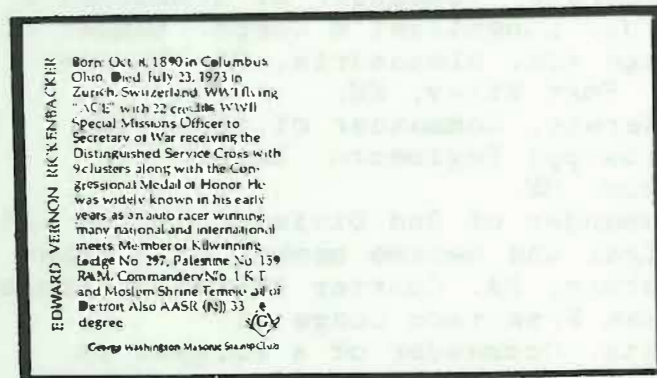 EDWARD VERNON RICKENBACKER
Born: Oct. 8, 1890 in Columbus
Ohio. Died July 23, 1973 in
Zurich, Switzerland. WWI flying
"ACE" with 22 credits. WWII
Special Missions Officer to
Secretary of War receiving the
Distinguished Service Cross with
9 clusters along with the Con-
gressional Medal of Honor. He
was widely known in his early
years as an auto racer winning
many national and international
meets. Member of Kilwinning
Lodge No. 297, Palestine No. 159
RAM, Commandery No. 1 K T
and Moslem Shrine Temple all of
Detroit Also AASR (NJ) 33
degree
G
George Washington Masonic Stamp Club